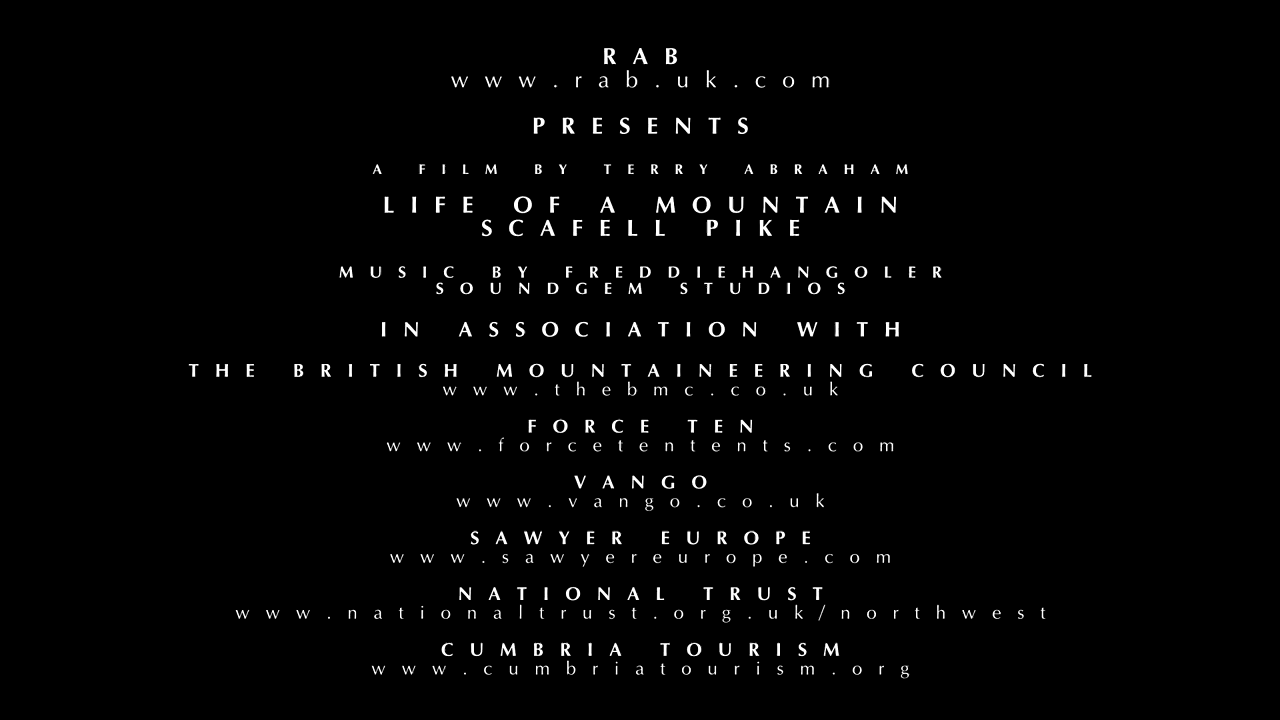 RAB
www.rab.uk.com
PRESENTS
A FILM BY TERRY ABRAHAM
LIFE OF A MOUNTAIN
SCAFELL PIKE
MUSIC BY FREDDIEHANGOLER
SOUNDGEM STUDIOS
IN ASSOCIATION WITH
THE BRITISH MOUNTAINEERING COUNCIL
www.thebmc.co.uk
FORCE TEN
www.forcetentents.com
VANGO
www.vango.co.uk
SAWYER EUROPE
www.sawyereurope.com
NATIONAL TRUST
www.nationaltrust.org.uk/northwest
CUMBRIA TOURISM
www.cumbriatourism.org